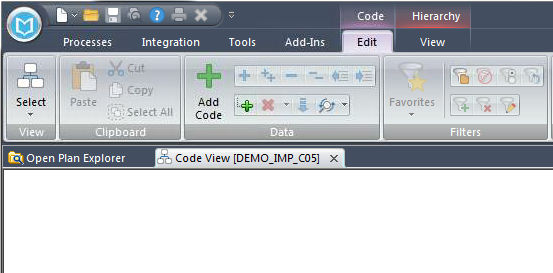 Code Hierarchy
Processes Integration Tools Add-Ins Edit View
Select
Paste
Cut
Copy
Select All
Add
Code
Favorites
View Clipboard Data Filters
Open Plan Explorer Code View [DEMO_IMP_C05]